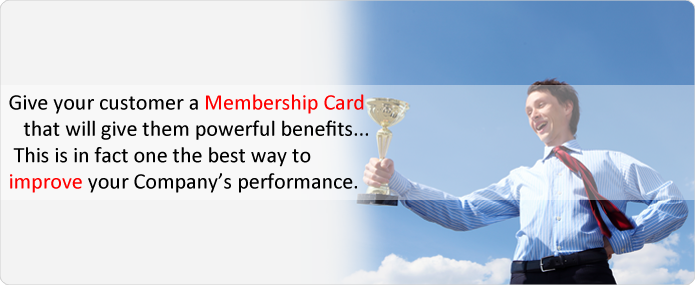 Give your customer a Membership Card
that will give them powerful benefits...
This is in fact one the best way to
improve your Company's performance.